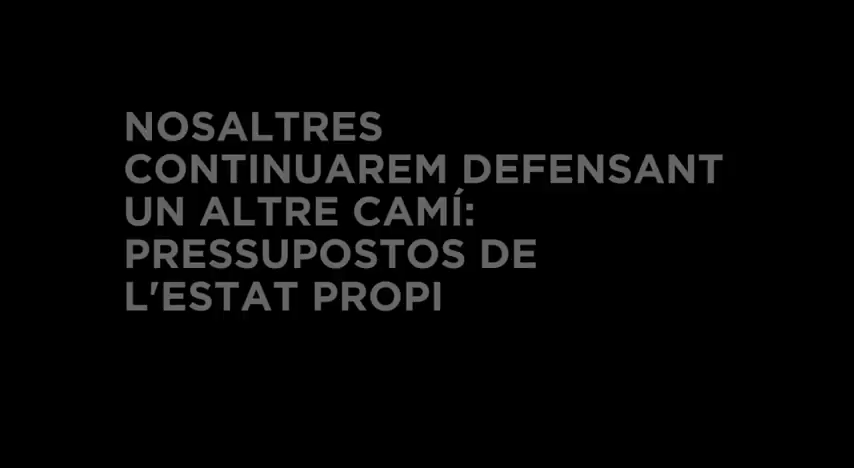 NOSALTRES
CONTINUAREM DEFENSANT
UN ALTRE CAMÍ:
PRESSUPOSTOS DE
L'ESTAT PROPI